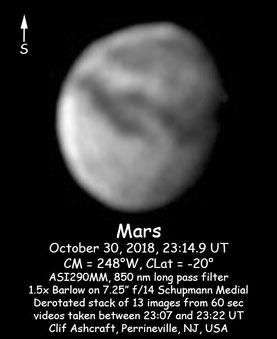 S
Mars
October 30, 2018, 23:14.9 UT
CM = 248°W, CLat = -20°
ASI290MM, 850 nm long pass filter
1.5x Barlow on 7.25” f/14 Schupmann Medial
Derotated stack of 13 images from 60 sec
videos taken between 23:07 and 23:22 UT
Clif Ashcraft, Perrineville, NJ, USA